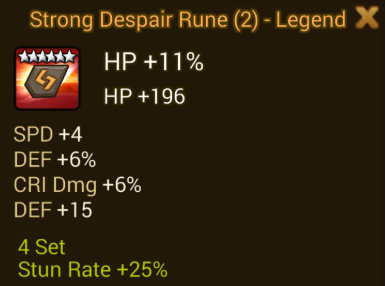 Strong Despair Rune (2) - Legend
HP +11%
HP +196
SPD +4
DEF +6%
CRI Dmg +6%
DEF +15
4 Set
Stun Rate +25%